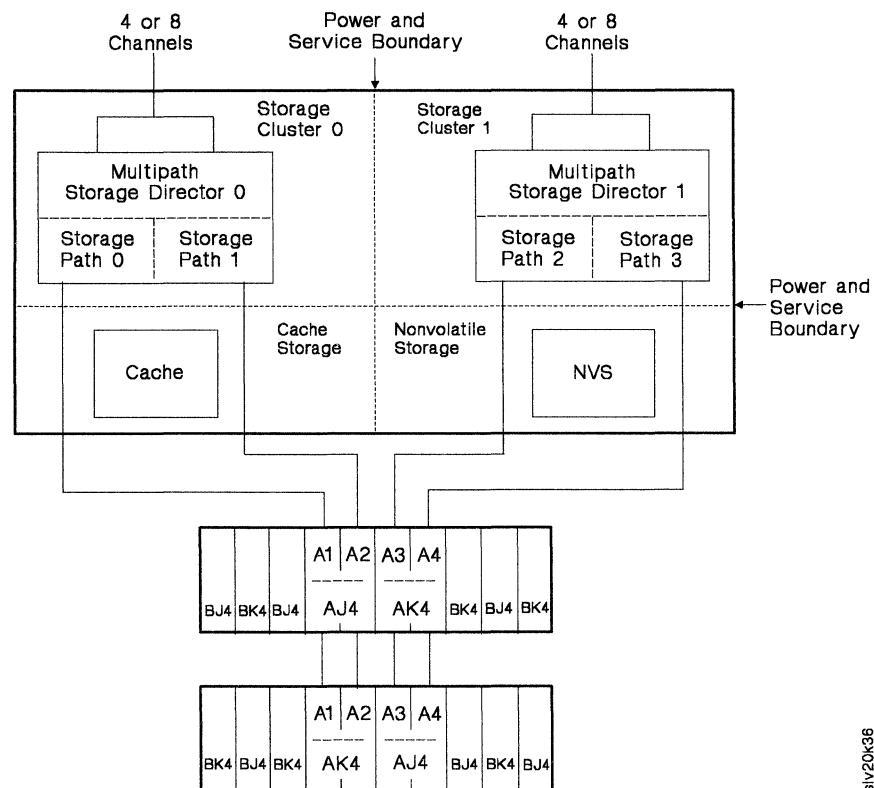 4 or 8
Channels
Power and
Service Boundary
4 or 8
Channels
Storage
Cluster 0
Storage
Cluster 1
Multipath
Storage Director 0
Multipath
Storage Director 1
Storage
Path 0
Storage
Path 1
Storage
Path 2
Storage
Path 3
Power and
Service
Boundary
Cache
Storage
Nonvolatile
Storage
Cache
NVS
A1 A2 A3 A4
BJ4 BK4 BJ4 AJ4 AK4 BK4 BJ4 BK4
A1 A2 A3 A4
BK4 BJ4 BK4 AK4 AJ4 BJ4 BK4 BJ4
slv20k36